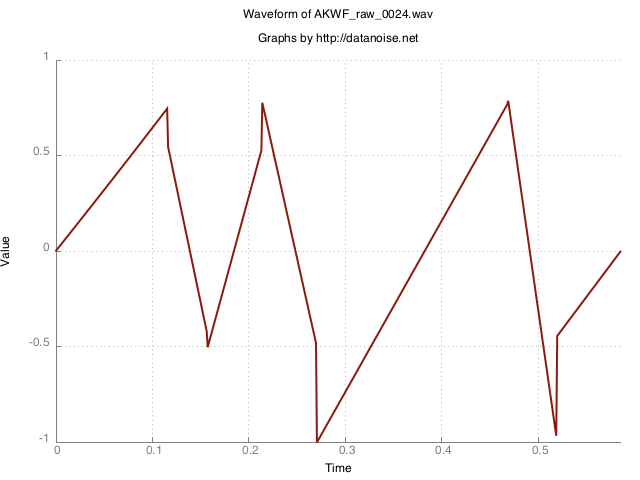 Waveform of AKWF_raw_0024.wav
Graphs by http://datanoise.net
1
0.5
0
-0.5
-1
Value
0 0.1 0.2 0.3 0.4 0.5
Time